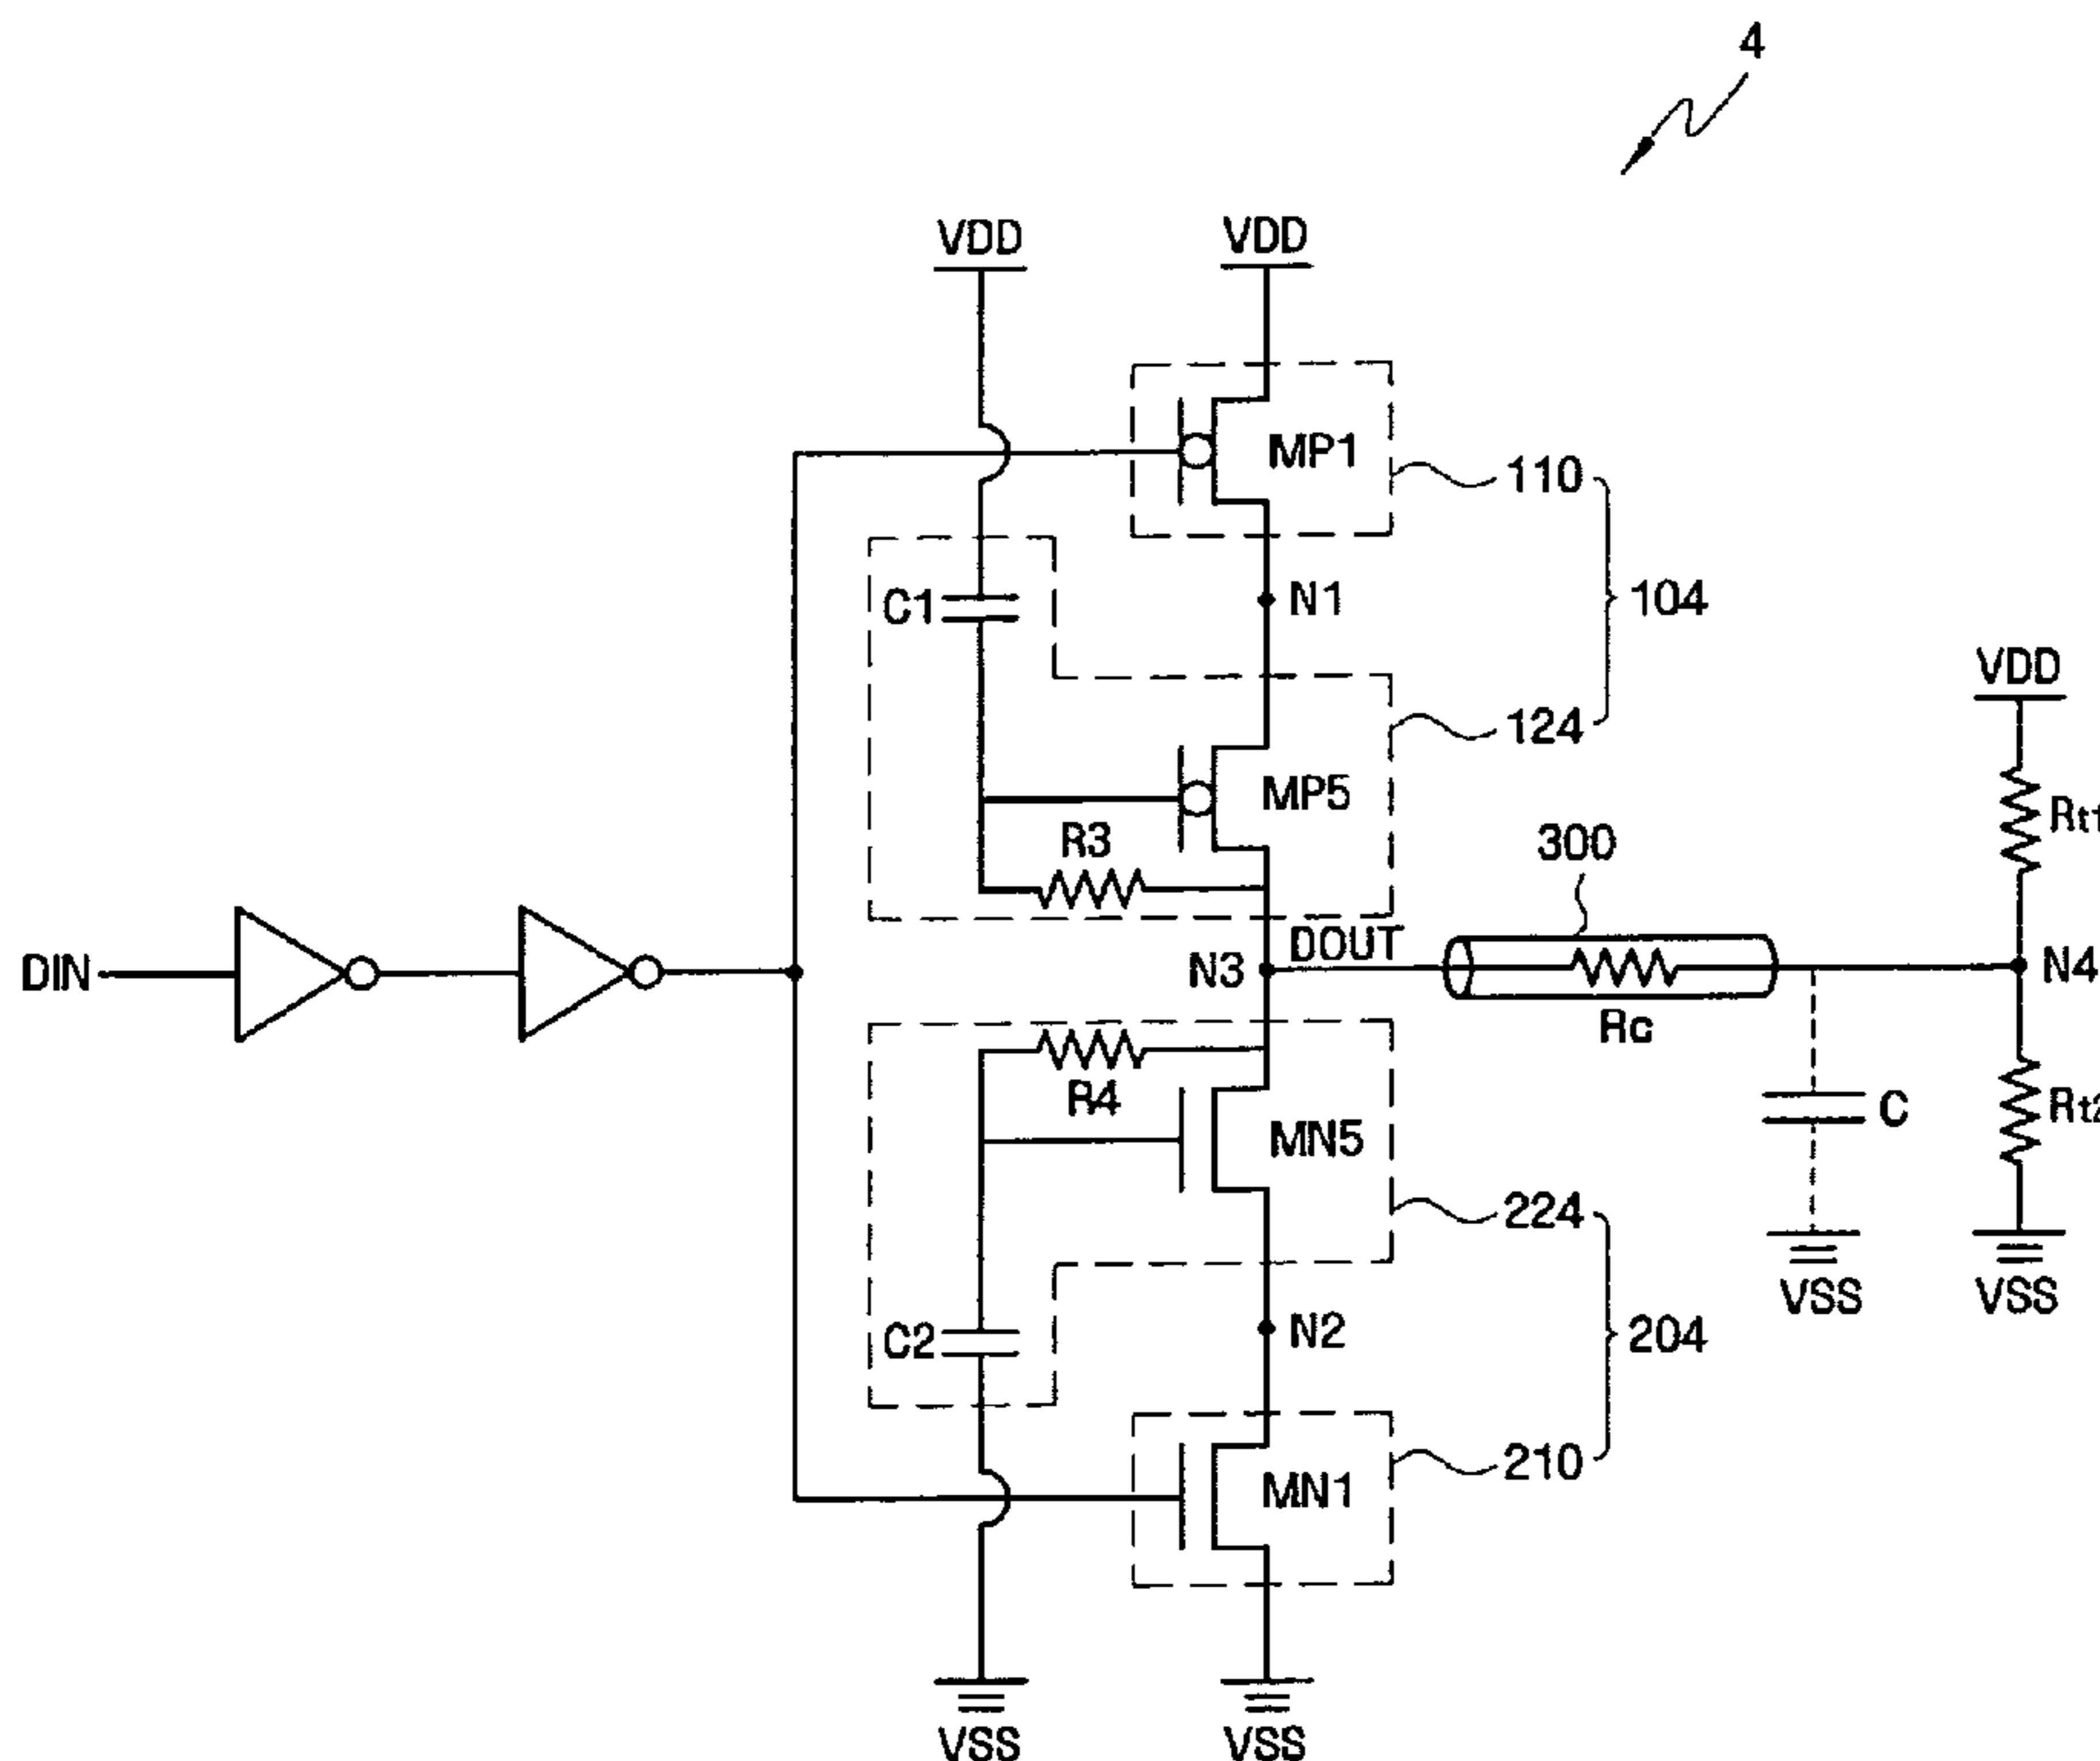 4
VDD
VDD
MP1
110
C1
N1
104
VDD
124
MP5
Rt1
R3
300
DIN
N3
DOUT
N4
Rc
R4
C
Rt2
MN5
224
VSS
VSS
C2
N2
204
MN1
210
VSS
VSS